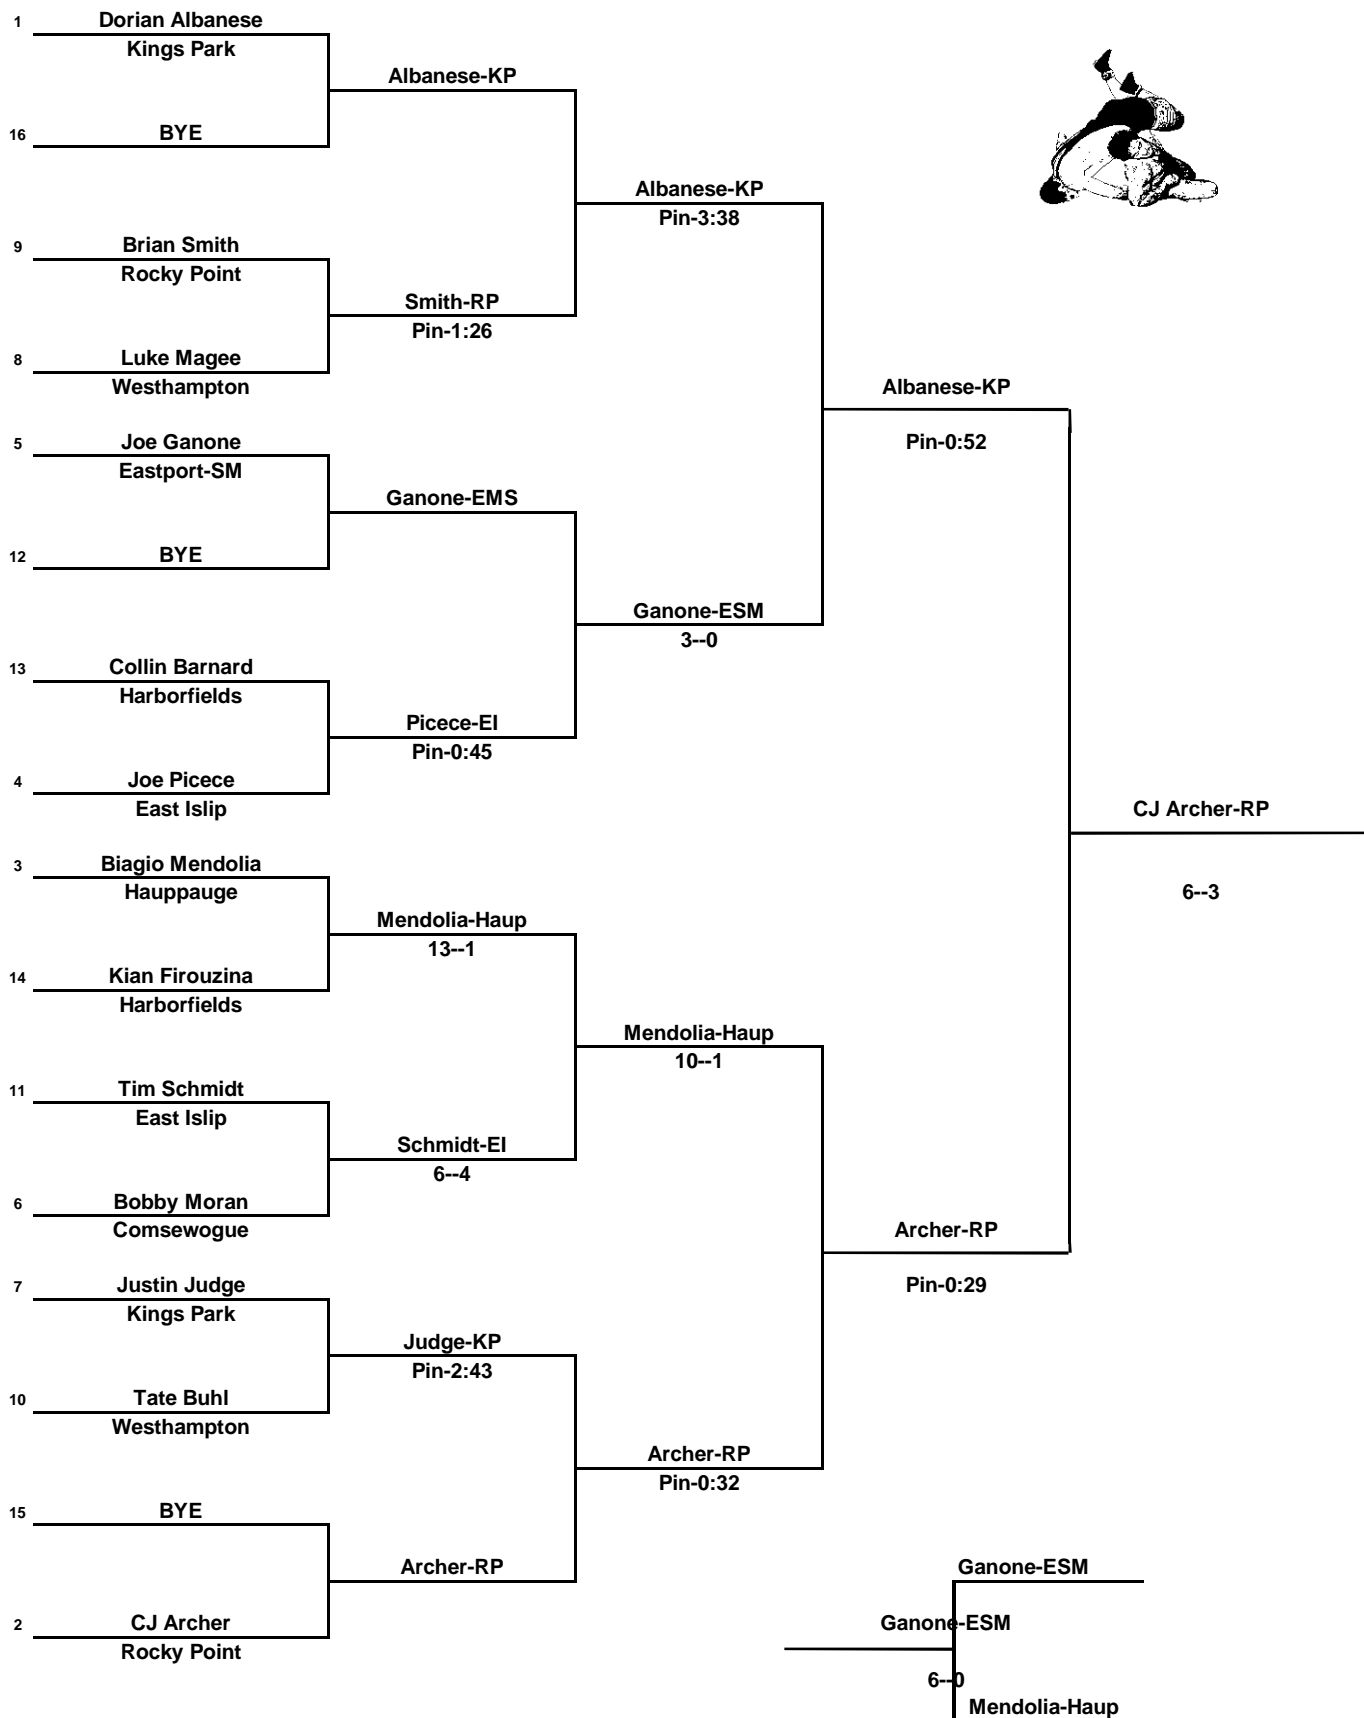 1 Dorian Albanese
Kings Park
Albanese-KP
16 BYE
Albanese-KP
Pin-3:38
9 Brian Smith
Rocky Point
Smith-RP
Pin-1:26
8 Luke Magee
Westhampton
Albanese-KP
Pin-0:52
5 Joe Ganone
Eastport-SM
Ganone-EMS
12 BYE
Ganone-ESM
3--0
13 Collin Barnard
Harborfields
Picece-EI
Pin-0:45
4 Joe Picece
East Islip
CJ Archer-RP
6--3
3 Biagio Mendolia
Hauppauge
Mendolia-Haup
13--1
14 Kian Firouzina
Harborfields
Mendolia-Haup
10--1
11 Tim Schmidt
East Islip
Schmidt-EI
6--4
6 Bobby Moran
Comsewogue
Archer-RP
Pin-0:29
7 Justin Judge
Kings Park
Judge-KP
Pin-2:43
10 Tate Buhl
Westhampton
Archer-RP
Pin-0:32
15 BYE
Archer-RP
2 CJ Archer
Rocky Point
Ganone-ESM
Ganone-ESM
6--0
Mendolia-Haup